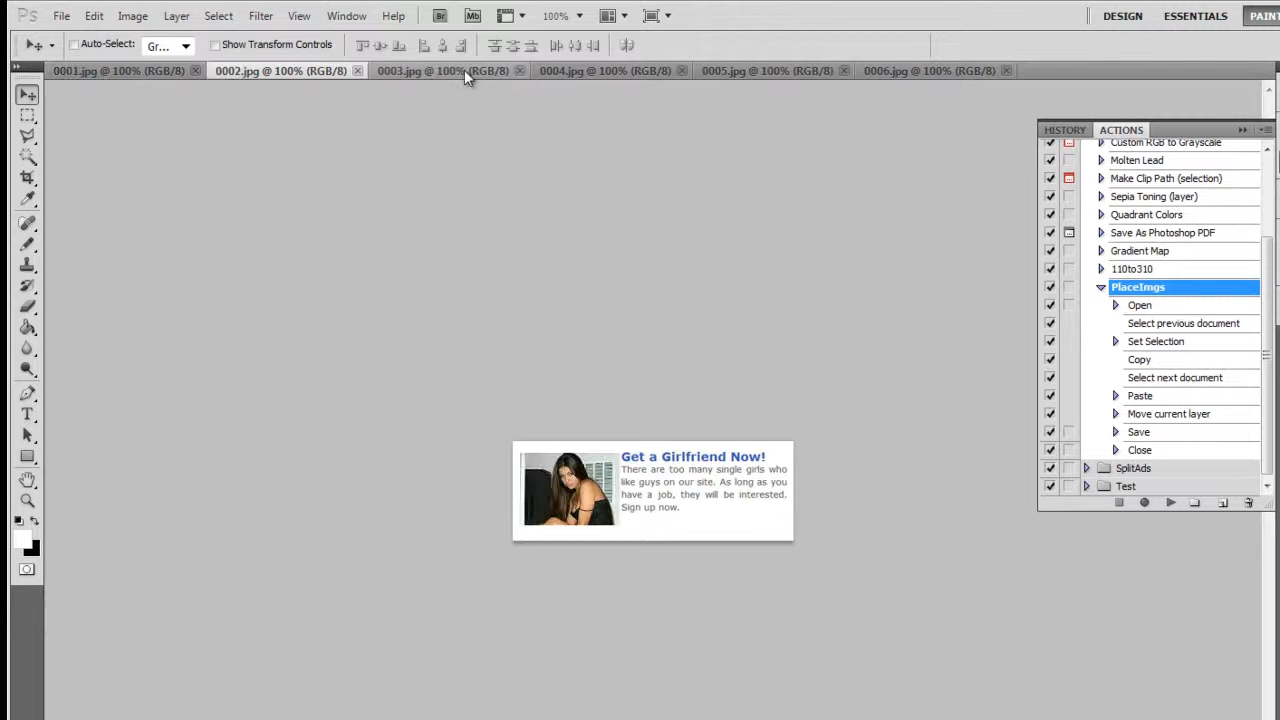 Ps File Edit Image Layer Select Filter View Window Help Br Mb 100% DESIGN ESSENTIALS PAIN
Auto-Select: Gr... Show Transform Controls
0001.jpg @ 100% (RGB/8) 0002.jpg @ 100% (RGB/8) 0003.jpg @ 100% (RGB/8) 0004.jpg @ 100% (RGB/8) 0005.jpg @ 100% (RGB/8) 0006.jpg @ 100% (RGB/8)
HISTORY ACTIONS
Custom RGB to Grayscale
Molten Lead
Make Clip Path (selection)
Sepia Toning (layer)
Quadrant Colors
Save As Photoshop PDF
Gradient Map
110to310
PlaceImgs
Open
Select previous document
Set Selection
Copy
Select next document
Paste
Move current layer
Save
Close
SplitAds
Test
Get a Girlfriend Now!
There are too many single girls who
like guys on our site. As long as you
have a job, they will be interested.
Sign up now.